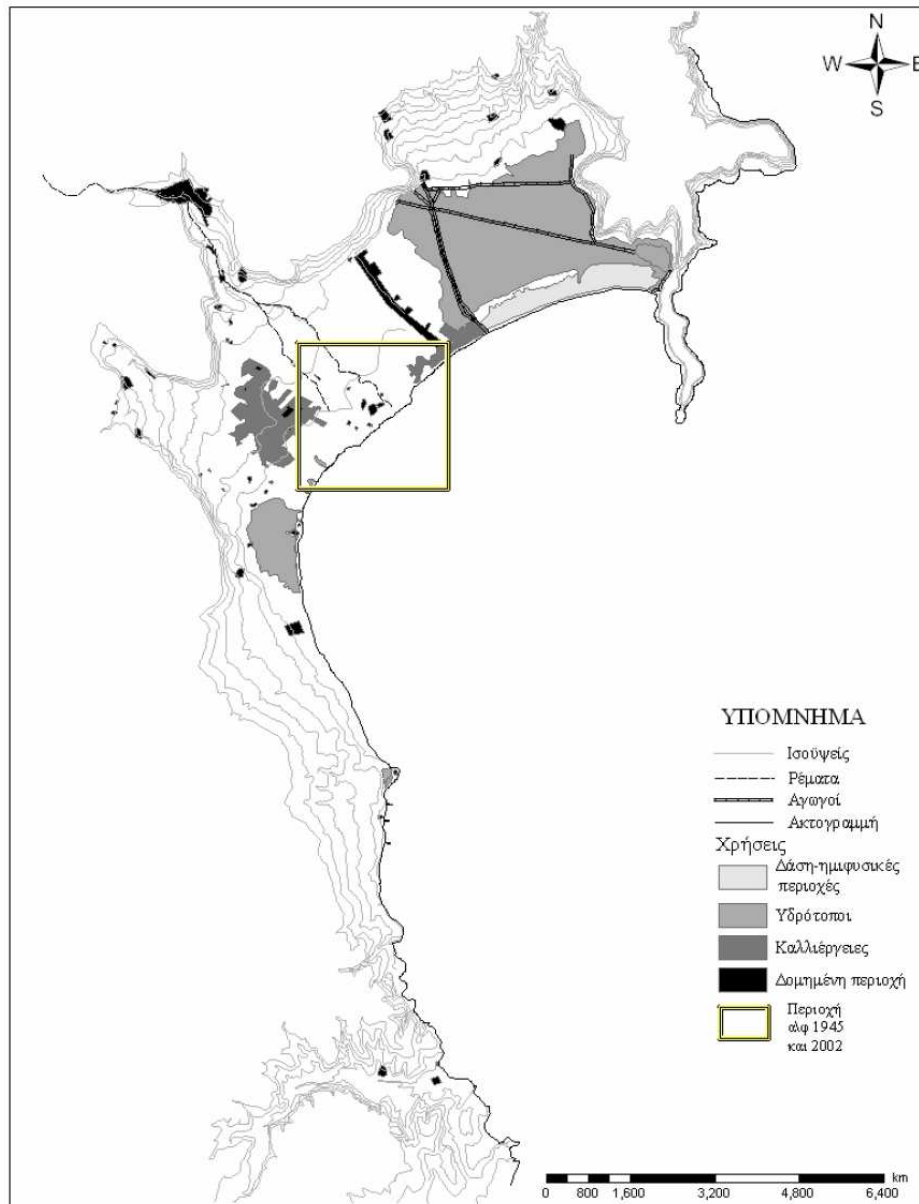 N
W E
S
ΥΠΟΜΝΗΜΑ
Ισοϋψείς
Ρέματα
Αγωγοί
Ακτογραμμή
Χρήσεις
Δάση-ημιφυσικές
περιοχές
Υδρότοποι
Καλλιέργειες
Δομημένη περιοχή
Περιοχή
αλφ 1945
και 2002
km
0 800 1,600 3,200 4,800 6,400